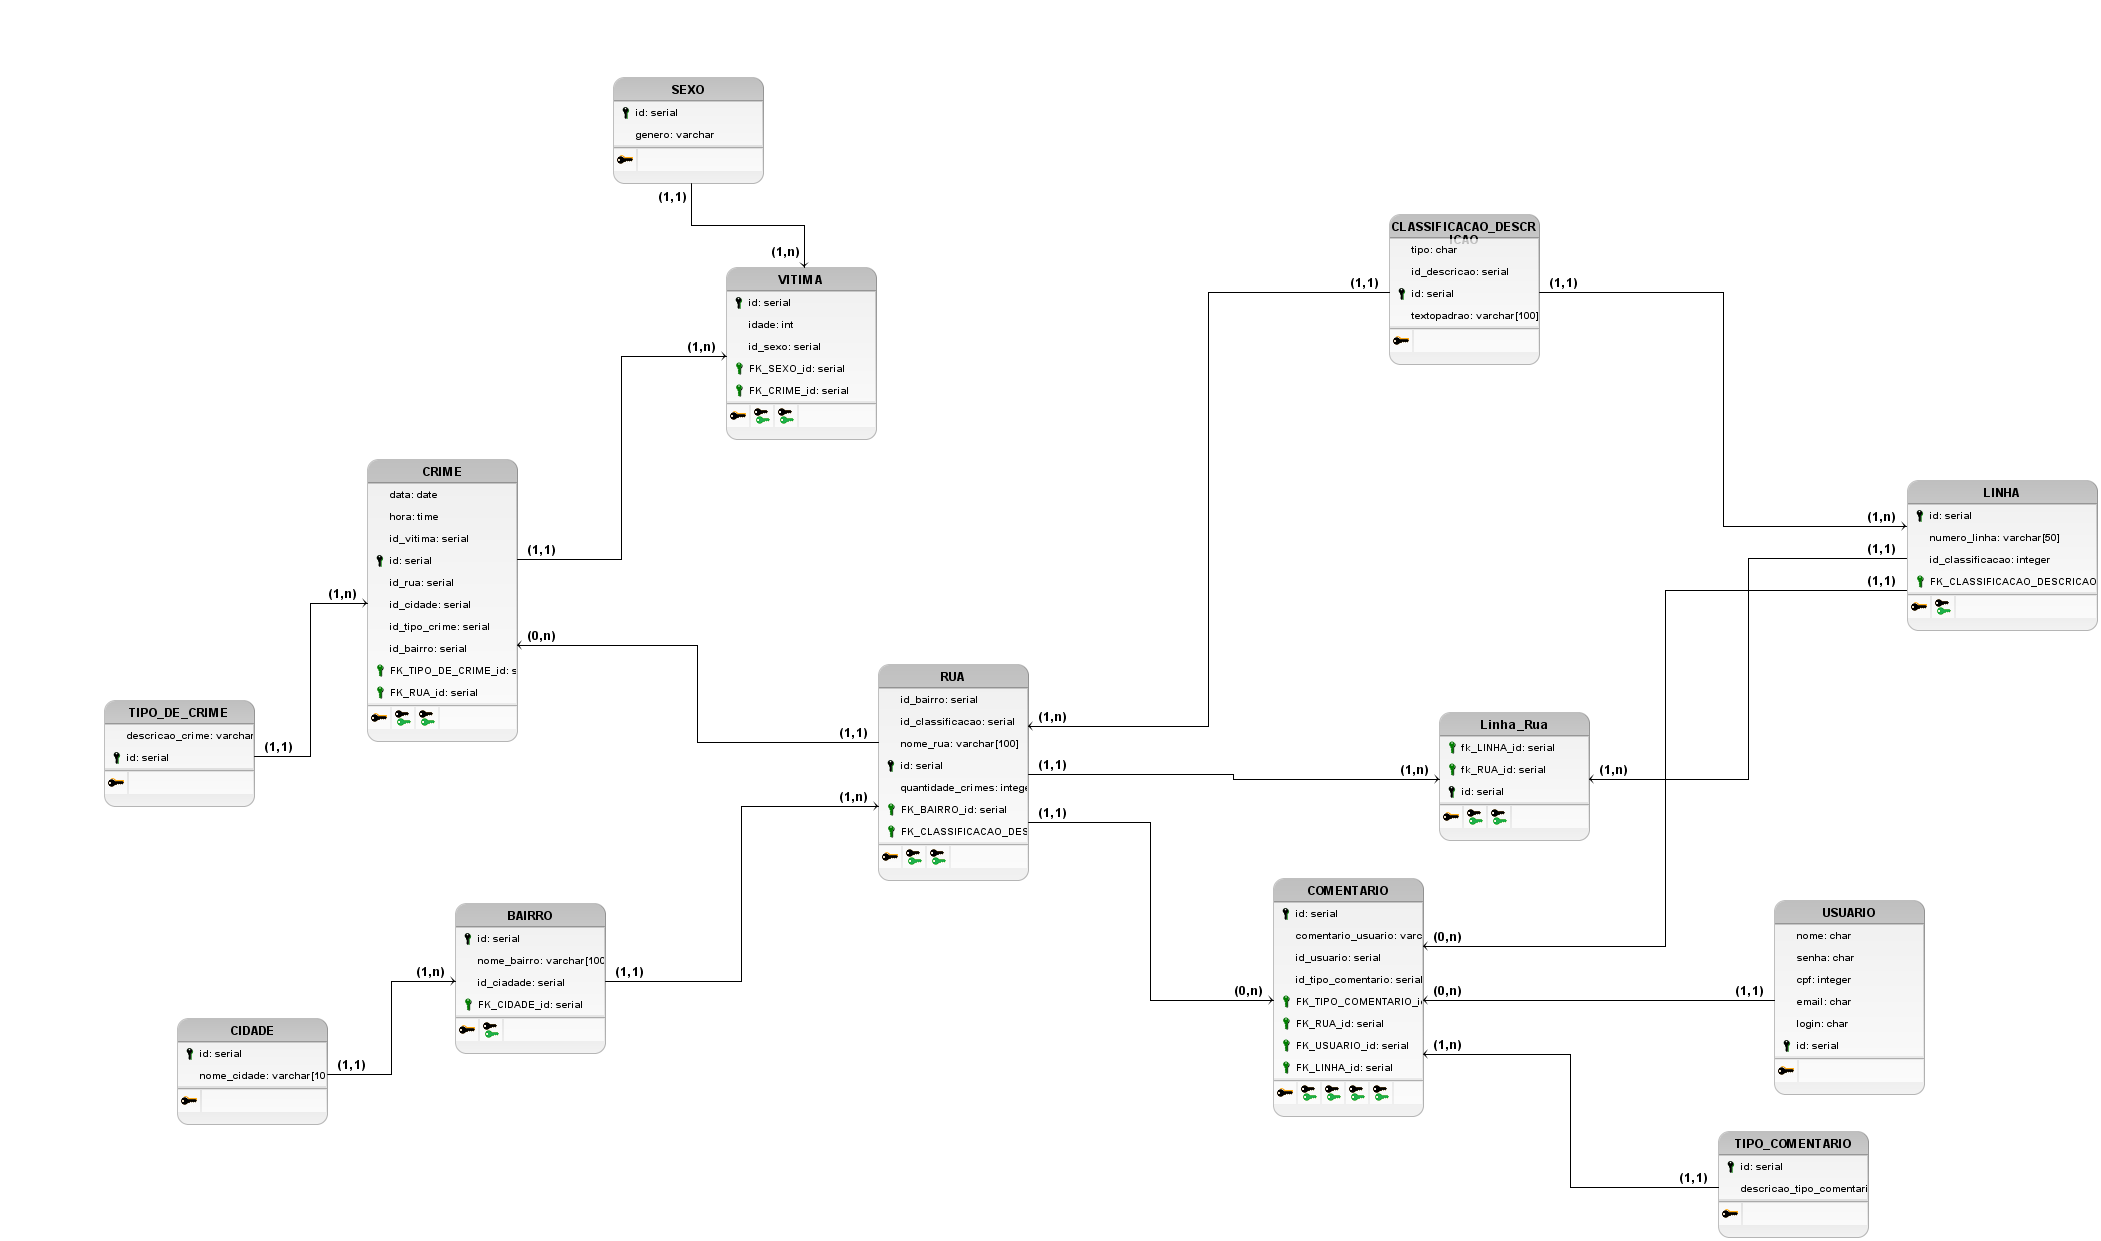 SEXO
id: serial
genero: varchar
(1,1)
(1,n)
VITIMA
id: serial
idade: int
id_sexo: serial
FK_SEXO_id: serial
FK_CRIME_id: serial
(1,n)
CLASSIFICACAO_DESCR
ICAO
tipo: char
id_descricao: serial
id: serial
textopadrao: varchar[100]
(1,1)
(1,1)
CRIME
data: date
hora: time
id_vitima: serial
id: serial
id_rua: serial
id_cidade: serial
id_tipo_crime: serial
id_bairro: serial
FK_TIPO_DE_CRIME_id: s
FK_RUA_id: serial
(1,1)
(1,n)
(0,n)
LINHA
id: serial
numero_linha: varchar[50]
id_classificacao: integer
FK_CLASSIFICACAO_DESCRICAO
(1,n)
(1,1)
(1,1)
TIPO_DE_CRIME
descricao_crime: varchar
id: serial
(1,1)
RUA
id_bairro: serial
id_classificacao: serial
nome_rua: varchar[100]
id: serial
quantidade_crimes: intege
FK_BAIRRO_id: serial
FK_CLASSIFICACAO_DES
(1,1)
(1,n)
(1,n)
(1,1)
(1,1)
Linha_Rua
fk_LINHA_id: serial
fk_RUA_id: serial
id: serial
(1,n)
(1,n)
BAIRRO
id: serial
nome_bairro: varchar[100
id_ciadade: serial
FK_CIDADE_id: serial
(1,n)
(1,1)
CIDADE
id: serial
nome_cidade: varchar[10
(1,1)
COMENTARIO
id: serial
comentario_usuario: varc
id_usuario: serial
id_tipo_comentario: serial
FK_TIPO_COMENTARIO_i
FK_RUA_id: serial
FK_USUARIO_id: serial
FK_LINHA_id: serial
(0,n)
(0,n)
(0,n)
(1,n)
USUARIO
nome: char
senha: char
cpf: integer
email: char
login: char
id: serial
(1,1)
TIPO_COMENTARIO
id: serial
descricao_tipo_comentari
(1,1)